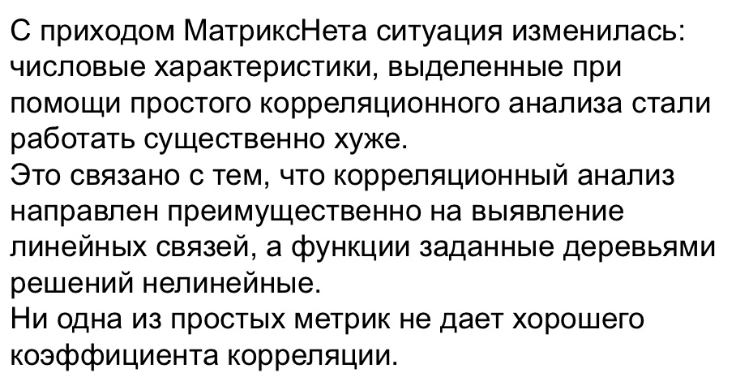 С приходом МатриксНета ситуация изменилась:
числовые характеристики, выделенные при
помощи простого корреляционного анализа стали
работать существенно хуже.
Это связано с тем, что корреляционный анализ
направлен преимущественно на выявление
линейных связей, а функции заданные деревьями
решений нелинейные.
Ни одна из простых метрик не дает хорошего
коэффициента корреляции.